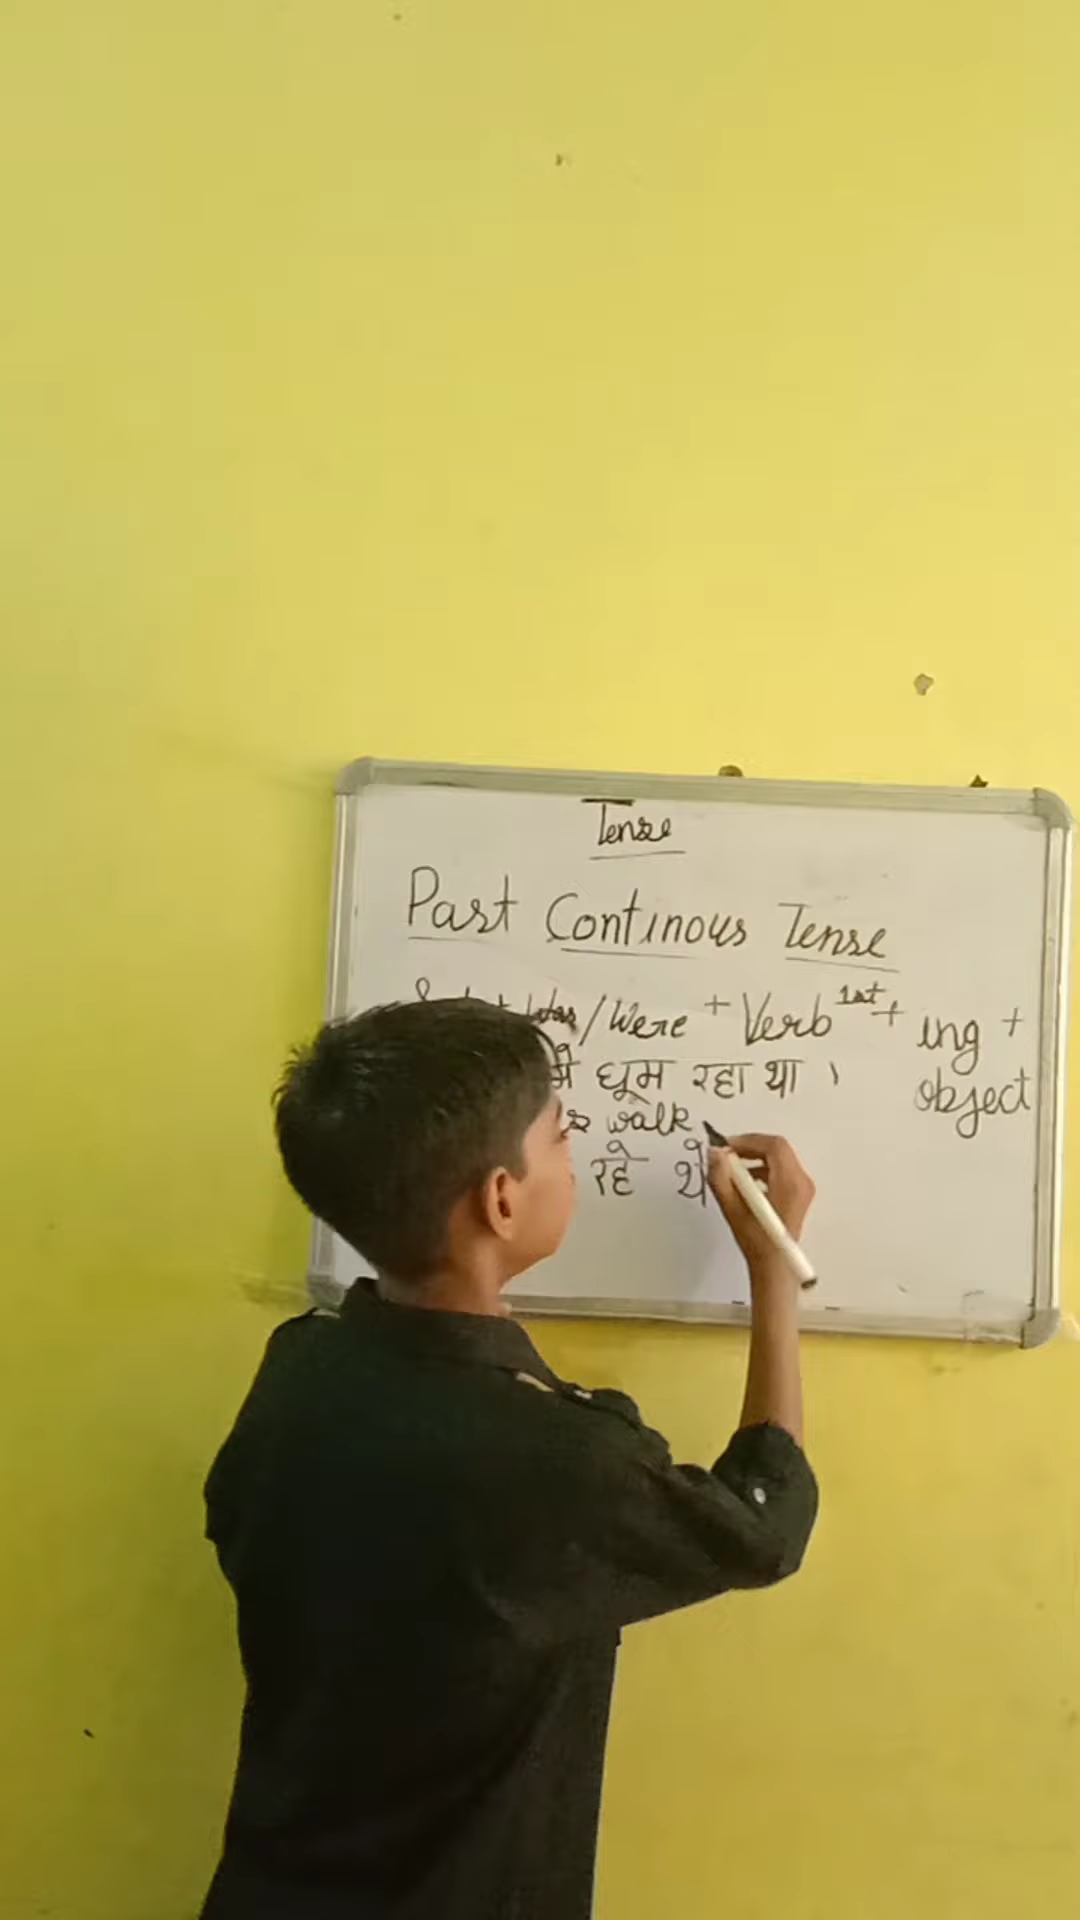 Tense
Past Continous Tense
Was/Were + Verb 1st + ing + object
में घूम रहा था ।
walk
रहे थे